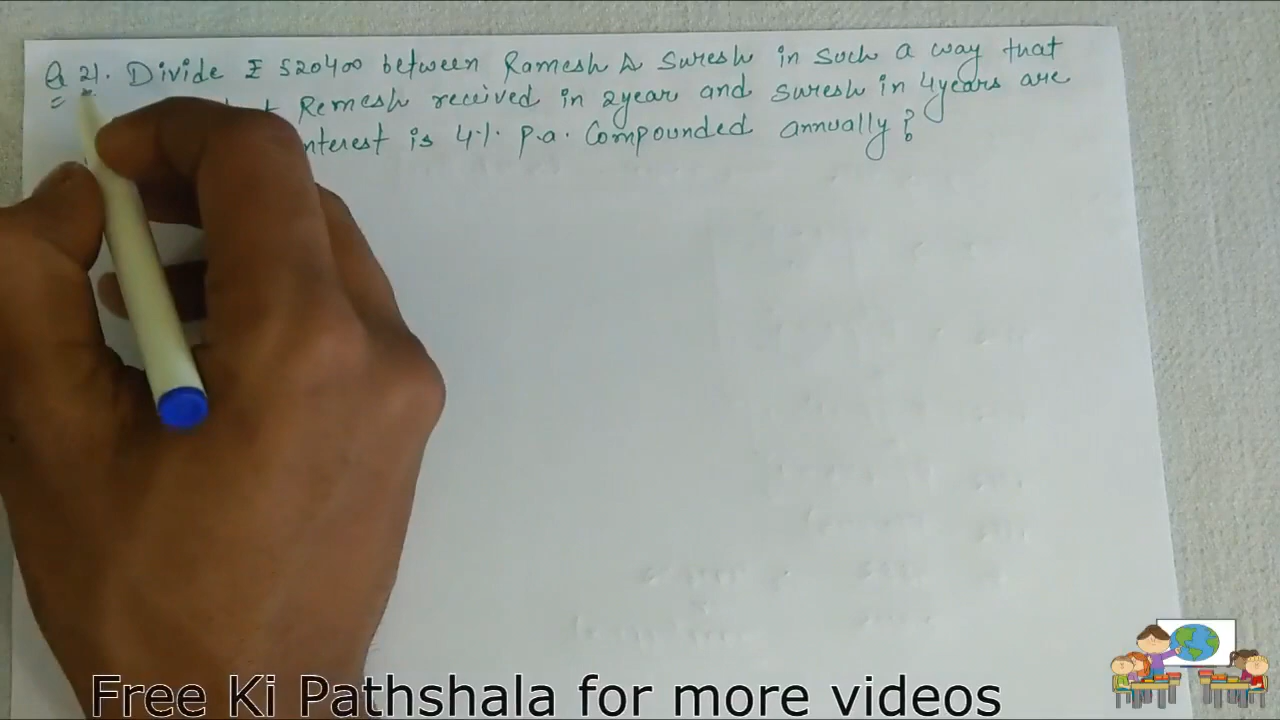 Q 21. Divide ₹ 520400 between Ramesh & Suresh in such a way that
Remesh received in 2year and Suresh in 4years are
nterest is 4%. p.a. Compounded annually?
Free Ki Pathshala for more videos